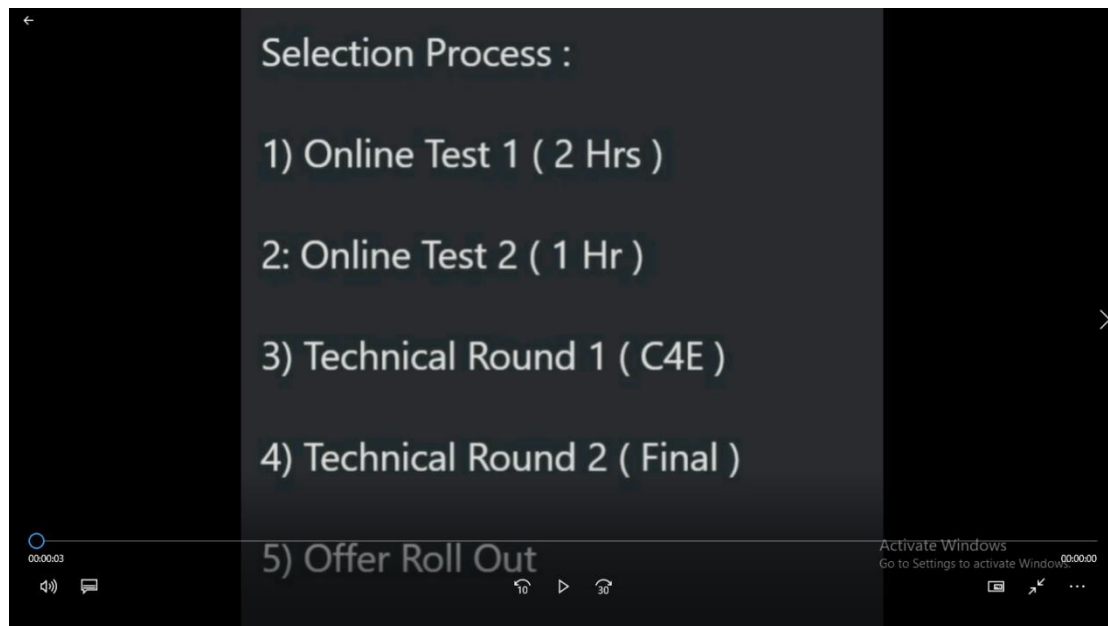 Selection Process :
1) Online Test 1 ( 2 Hrs )
2: Online Test 2 ( 1 Hr )
3) Technical Round 1 ( C4E )
4) Technical Round 2 ( Final )
5) Offer Roll Out
Activate Windows
Go to Settings to activate Windows.
00:00:03
00:00:00
10
30